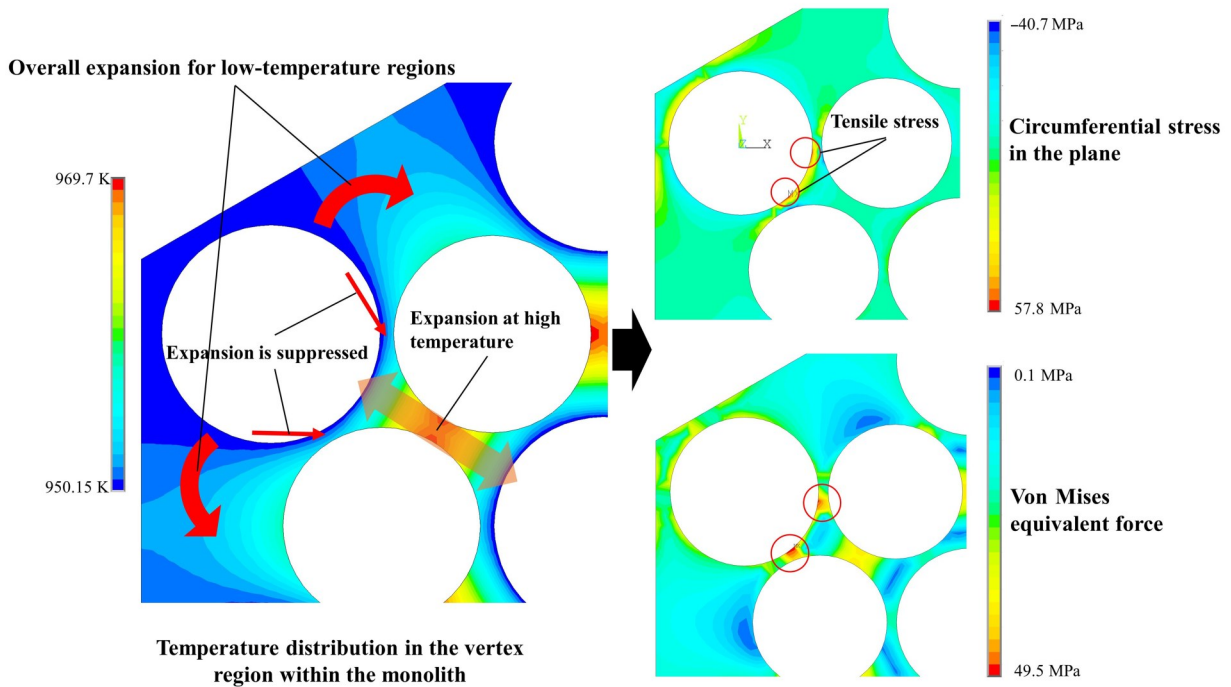 Overall expansion for low-temperature regions
969.7 K
950.15 K
Expansion is suppressed
Expansion at high
temperature
Temperature distribution in the vertex
region within the monolith
Y
Z
X
M
Tensile stress
−40.7 MPa
57.8 MPa
Circumferential stress
in the plane
0.1 MPa
49.5 MPa
Von Mises
equivalent force